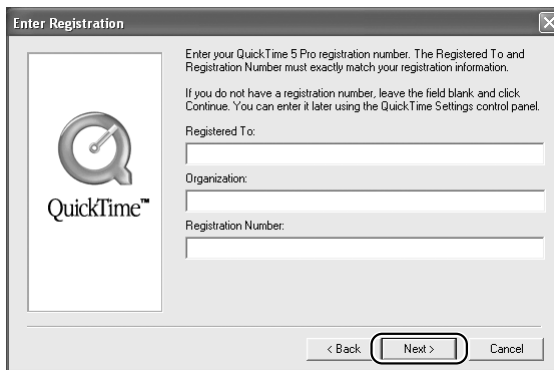 Enter Registration
Enter your QuickTime 5 Pro registration number. The Registered To and
Registration Number must exactly match your registration information.
If you do not have a registration number, leave the field blank and click
Continue. You can enter it later using the QuickTime Settings control panel.
Registered To:
Organization:
Registration Number:
QuickTime™
< Back
Next >
Cancel